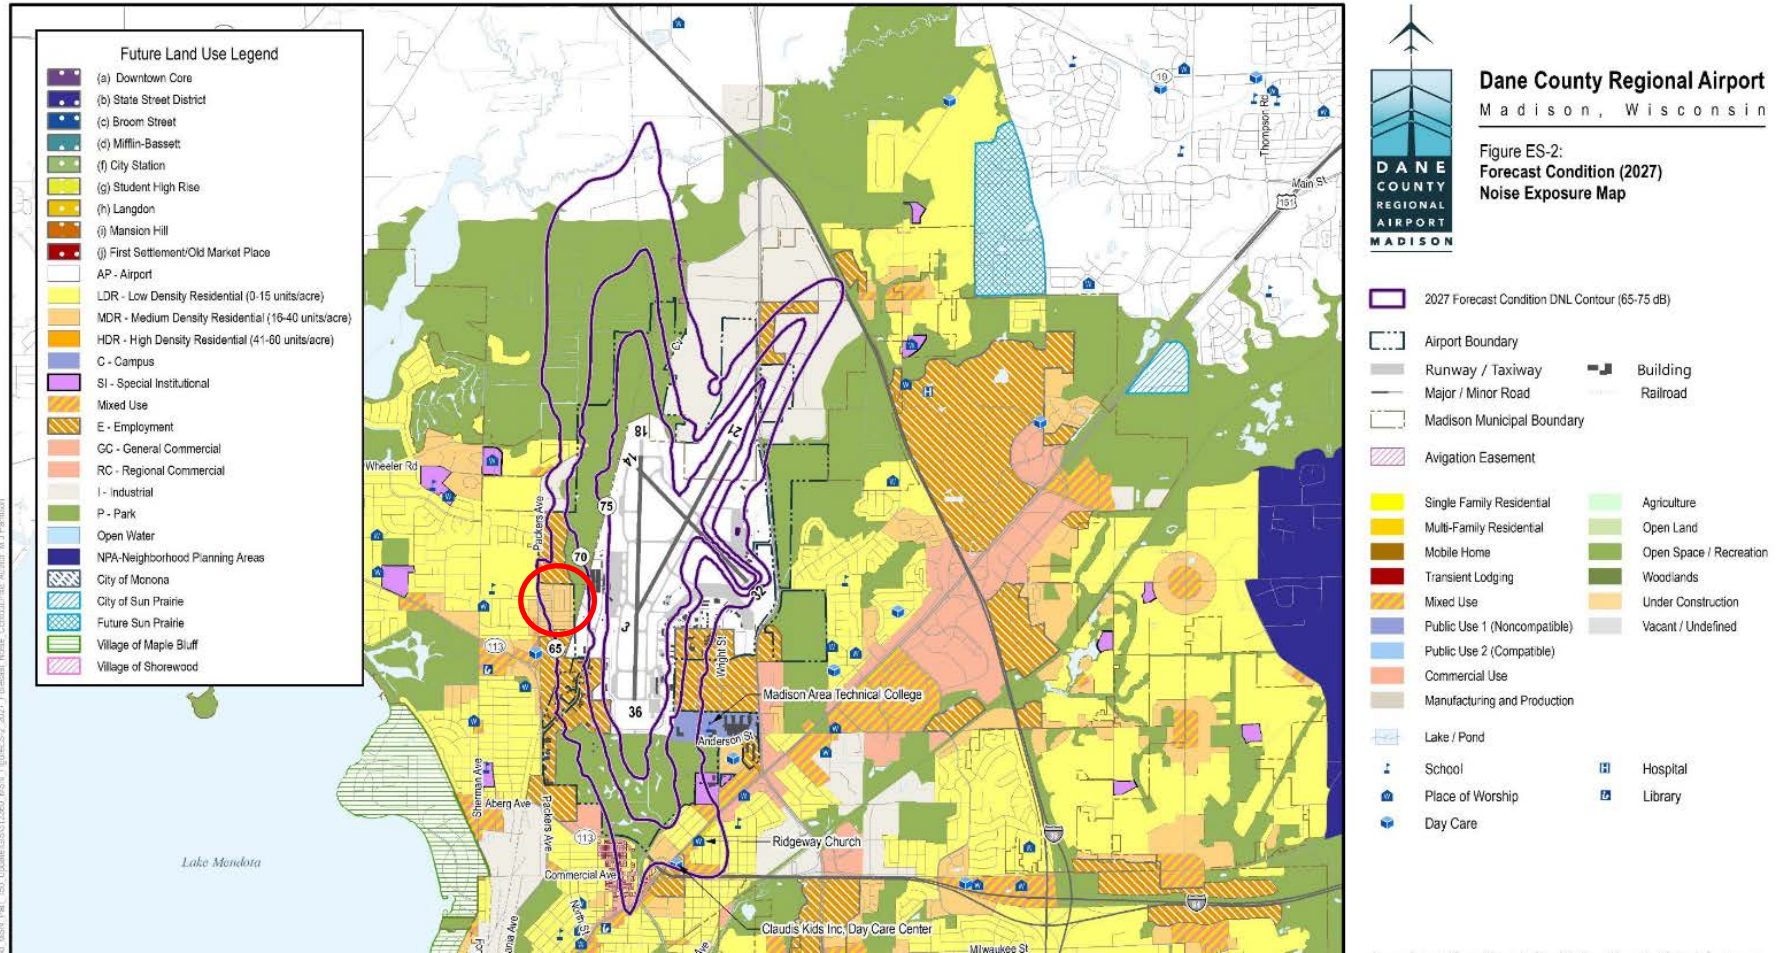 Future Land Use Legend
(a) Downtown Core
(b) State Street District
(c) Broom Street
(d) Mifflin-Bassett
(f) City Station
(g) Student High Rise
(h) Langdon
(i) Mansion Hill
(j) First Settlement/Old Market Place
AP - Airport
LDR - Low Density Residential (0-15 units/acre)
MDR - Medium Density Residential (16-40 units/acre)
HDR - High Density Residential (41-60 units/acre)
C - Campus
SI - Special Institutional
Mixed Use
E - Employment
GC - General Commercial
RC - Regional Commercial
I - Industrial
P - Park
Open Water
NPA-Neighborhood Planning Areas
City of Monona
City of Sun Prairie
Future Sun Prairie
Village of Maple Bluff
Village of Shorewood
19
Thompson Rd
Main St
151
CV
18
14
21
Wheeler Rd
75
Packers Ave
70
32
3
65
113
Wright St
36
Madison Area Technical College
Anderson St
Sherman Ave
Aberg Ave
Packers Ave
113
Ridgeway Church
Commercial Ave
Lake Mendota
North St
Claudis Kids Inc, Day Care Center
Milwaukee St
94
DANE
COUNTY
REGIONAL
AIRPORT
MADISON
Dane County Regional Airport
Madison, Wisconsin
Figure ES-2:
Forecast Condition (2027)
Noise Exposure Map
2027 Forecast Condition DNL Contour (65-75 dB)
Airport Boundary
Runway / Taxiway
Building
Major / Minor Road
Railroad
Madison Municipal Boundary
Avigation Easement
Single Family Residential
Agriculture
Multi-Family Residential
Open Land
Mobile Home
Open Space / Recreation
Transient Lodging
Woodlands
Mixed Use
Under Construction
Public Use 1 (Noncompatible)
Vacant / Undefined
Public Use 2 (Compatible)
Commercial Use
Manufacturing and Production
Lake / Pond
School
Hospital
Place of Worship
Library
Day Care